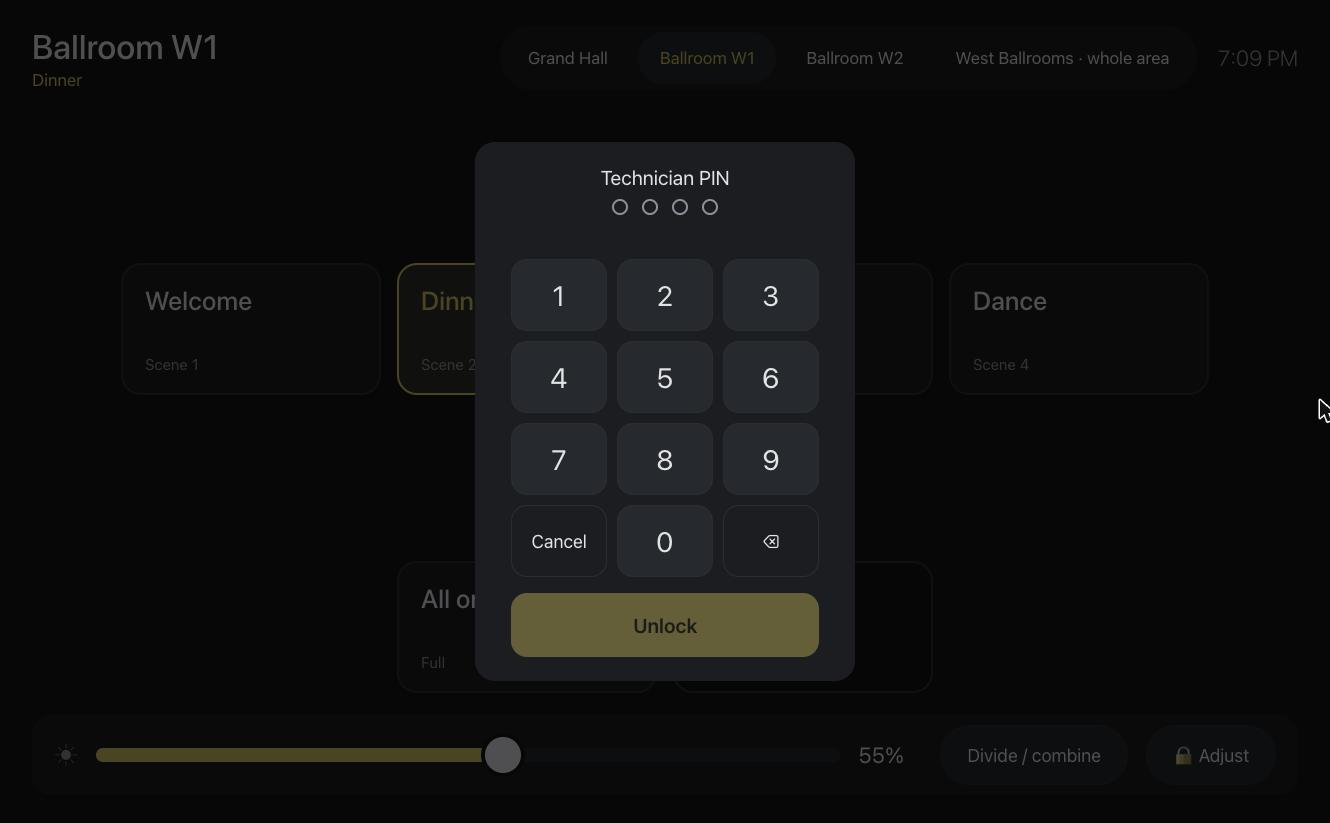 Ballroom W1
Dinner
Grand Hall
Ballroom W1
Ballroom W2
West Ballrooms · whole area
7:09 PM
Technician PIN
Welcome
Scene 1
Dinn
Scene 2
Dance
Scene 4
1
2
3
4
5
6
7
8
9
Cancel
0
Unlock
All
Full
55%
Divide / combine
Adjust